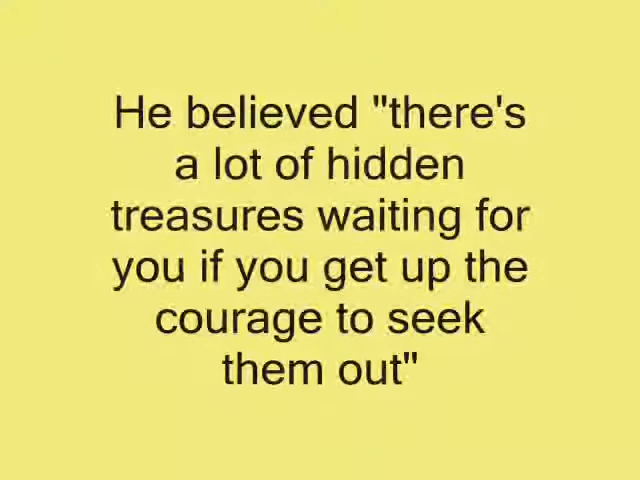 He believed "there's
a lot of hidden
treasures waiting for
you if you get up the
courage to seek
them out"